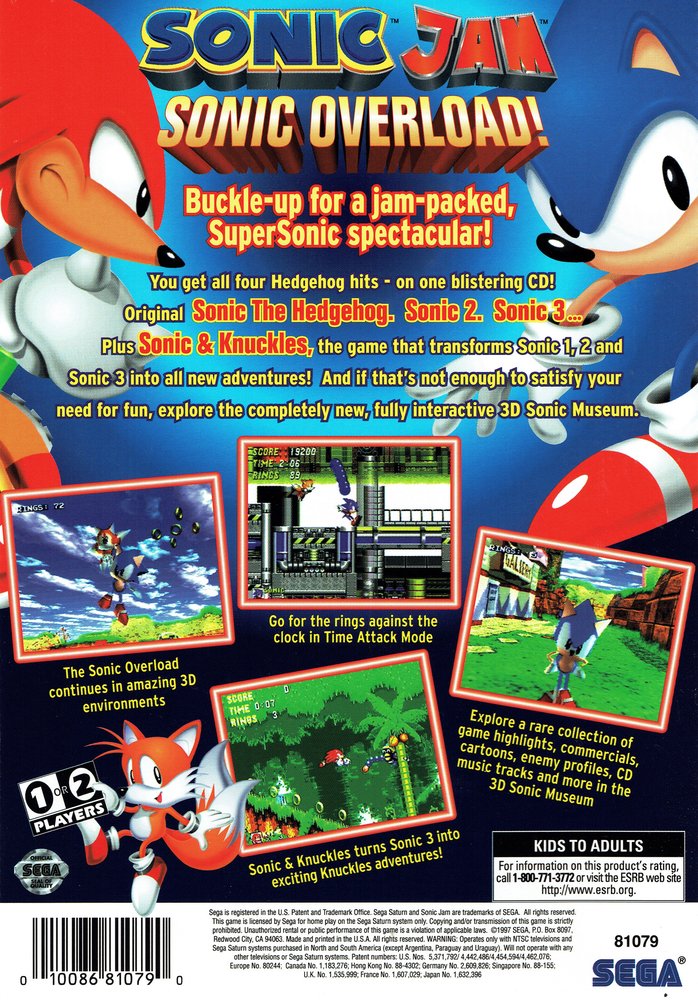 SONIC JAM™
SONIC OVERLOAD!
Buckle-up for a jam-packed,
SuperSonic spectacular!
You get all four Hedgehog hits - on one blistering CD!
Original Sonic The Hedgehog. Sonic 2. Sonic 3...
Plus Sonic & Knuckles, the game that transforms Sonic 1, 2 and
Sonic 3 into all new adventures! And if that's not enough to satisfy your
need for fun, explore the completely new, fully interactive 3D Sonic Museum.
SCORE 19200
TIME 2:06
RINGS 89
SONIC
Go for the rings against the
clock in Time Attack Mode
RINGS: 72
The Sonic Overload
continues in amazing 3D
environments
RINGS:
GALLERY
Explore a rare collection of
game highlights, commercials,
cartoons, enemy profiles, CD
music tracks and more in the
3D Sonic Museum
SCORE 0
TIME 0:07
RINGS 3
Sonic & Knuckles turns Sonic 3 into
exciting Knuckles adventures!
1 OR 2
PLAYERS
OFFICIAL
SEGA
SEAL OF
QUALITY
KIDS TO ADULTS
For information on this product's rating,
call 1-800-771-3772 or visit the ESRB web site
http://www.esrb.org.
Sega is registered in the U.S. Patent and Trademark Office. Sega Saturn and Sonic Jam are trademarks of SEGA. All rights reserved.
This game is licensed by Sega for home play on the Sega Saturn system only. Copying and/or transmission of this game is strictly
prohibited. Unauthorized rental or public performance of this game is a violation of applicable laws. ©1997 SEGA, P.O. Box 8097,
Redwood City, CA 94063. Made and printed in the U.S.A. All rights reserved. WARNING: Operates only with NTSC televisions and
Sega Saturn systems purchased in North and South America (except Argentina, Paraguay and Uruguay). Will not operate with any
other televisions or Sega Saturn systems. Patent numbers: U.S. Nos. 5,371,792/ 4,442,486/4,454,594/4,462,076;
Europe No. 80244; Canada No. 1,183,276; Hong Kong No. 88-4302; Germany No. 2,609,826; Singapore No. 88-155;
U.K. No. 1,535,999; France No. 1,607,029; Japan No. 1,632,396
0 10086 81079 0
81079
SEGA